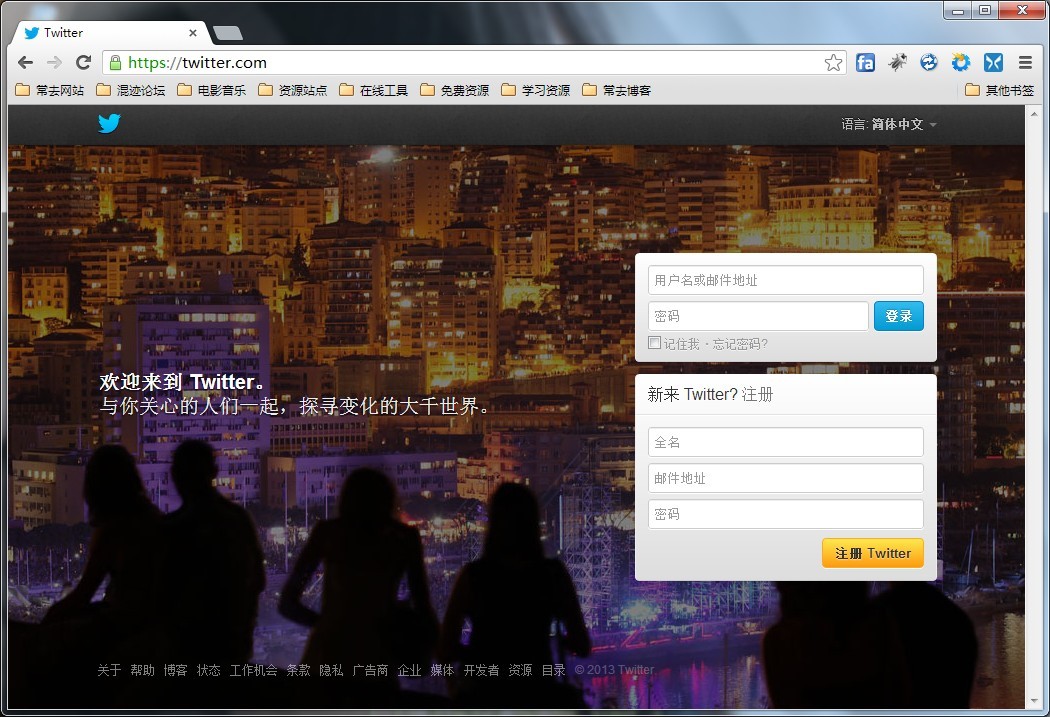 Twitter
https://twitter.com
fa
常去网站 混迹论坛 电影音乐 资源站点 在线工具 免费资源 学习资源 常去博客 其他书签
语言: 简体中文
用户名或邮件地址
密码 登录
记住我 · 忘记密码?
欢迎来到 Twitter。
与你关心的人们一起，探寻变化的大千世界。
新来 Twitter? 注册
全名
邮件地址
密码
注册 Twitter
关于 帮助 博客 状态 工作机会 条款 隐私 广告商 企业 媒体 开发者 资源 目录 © 2013 Twitter